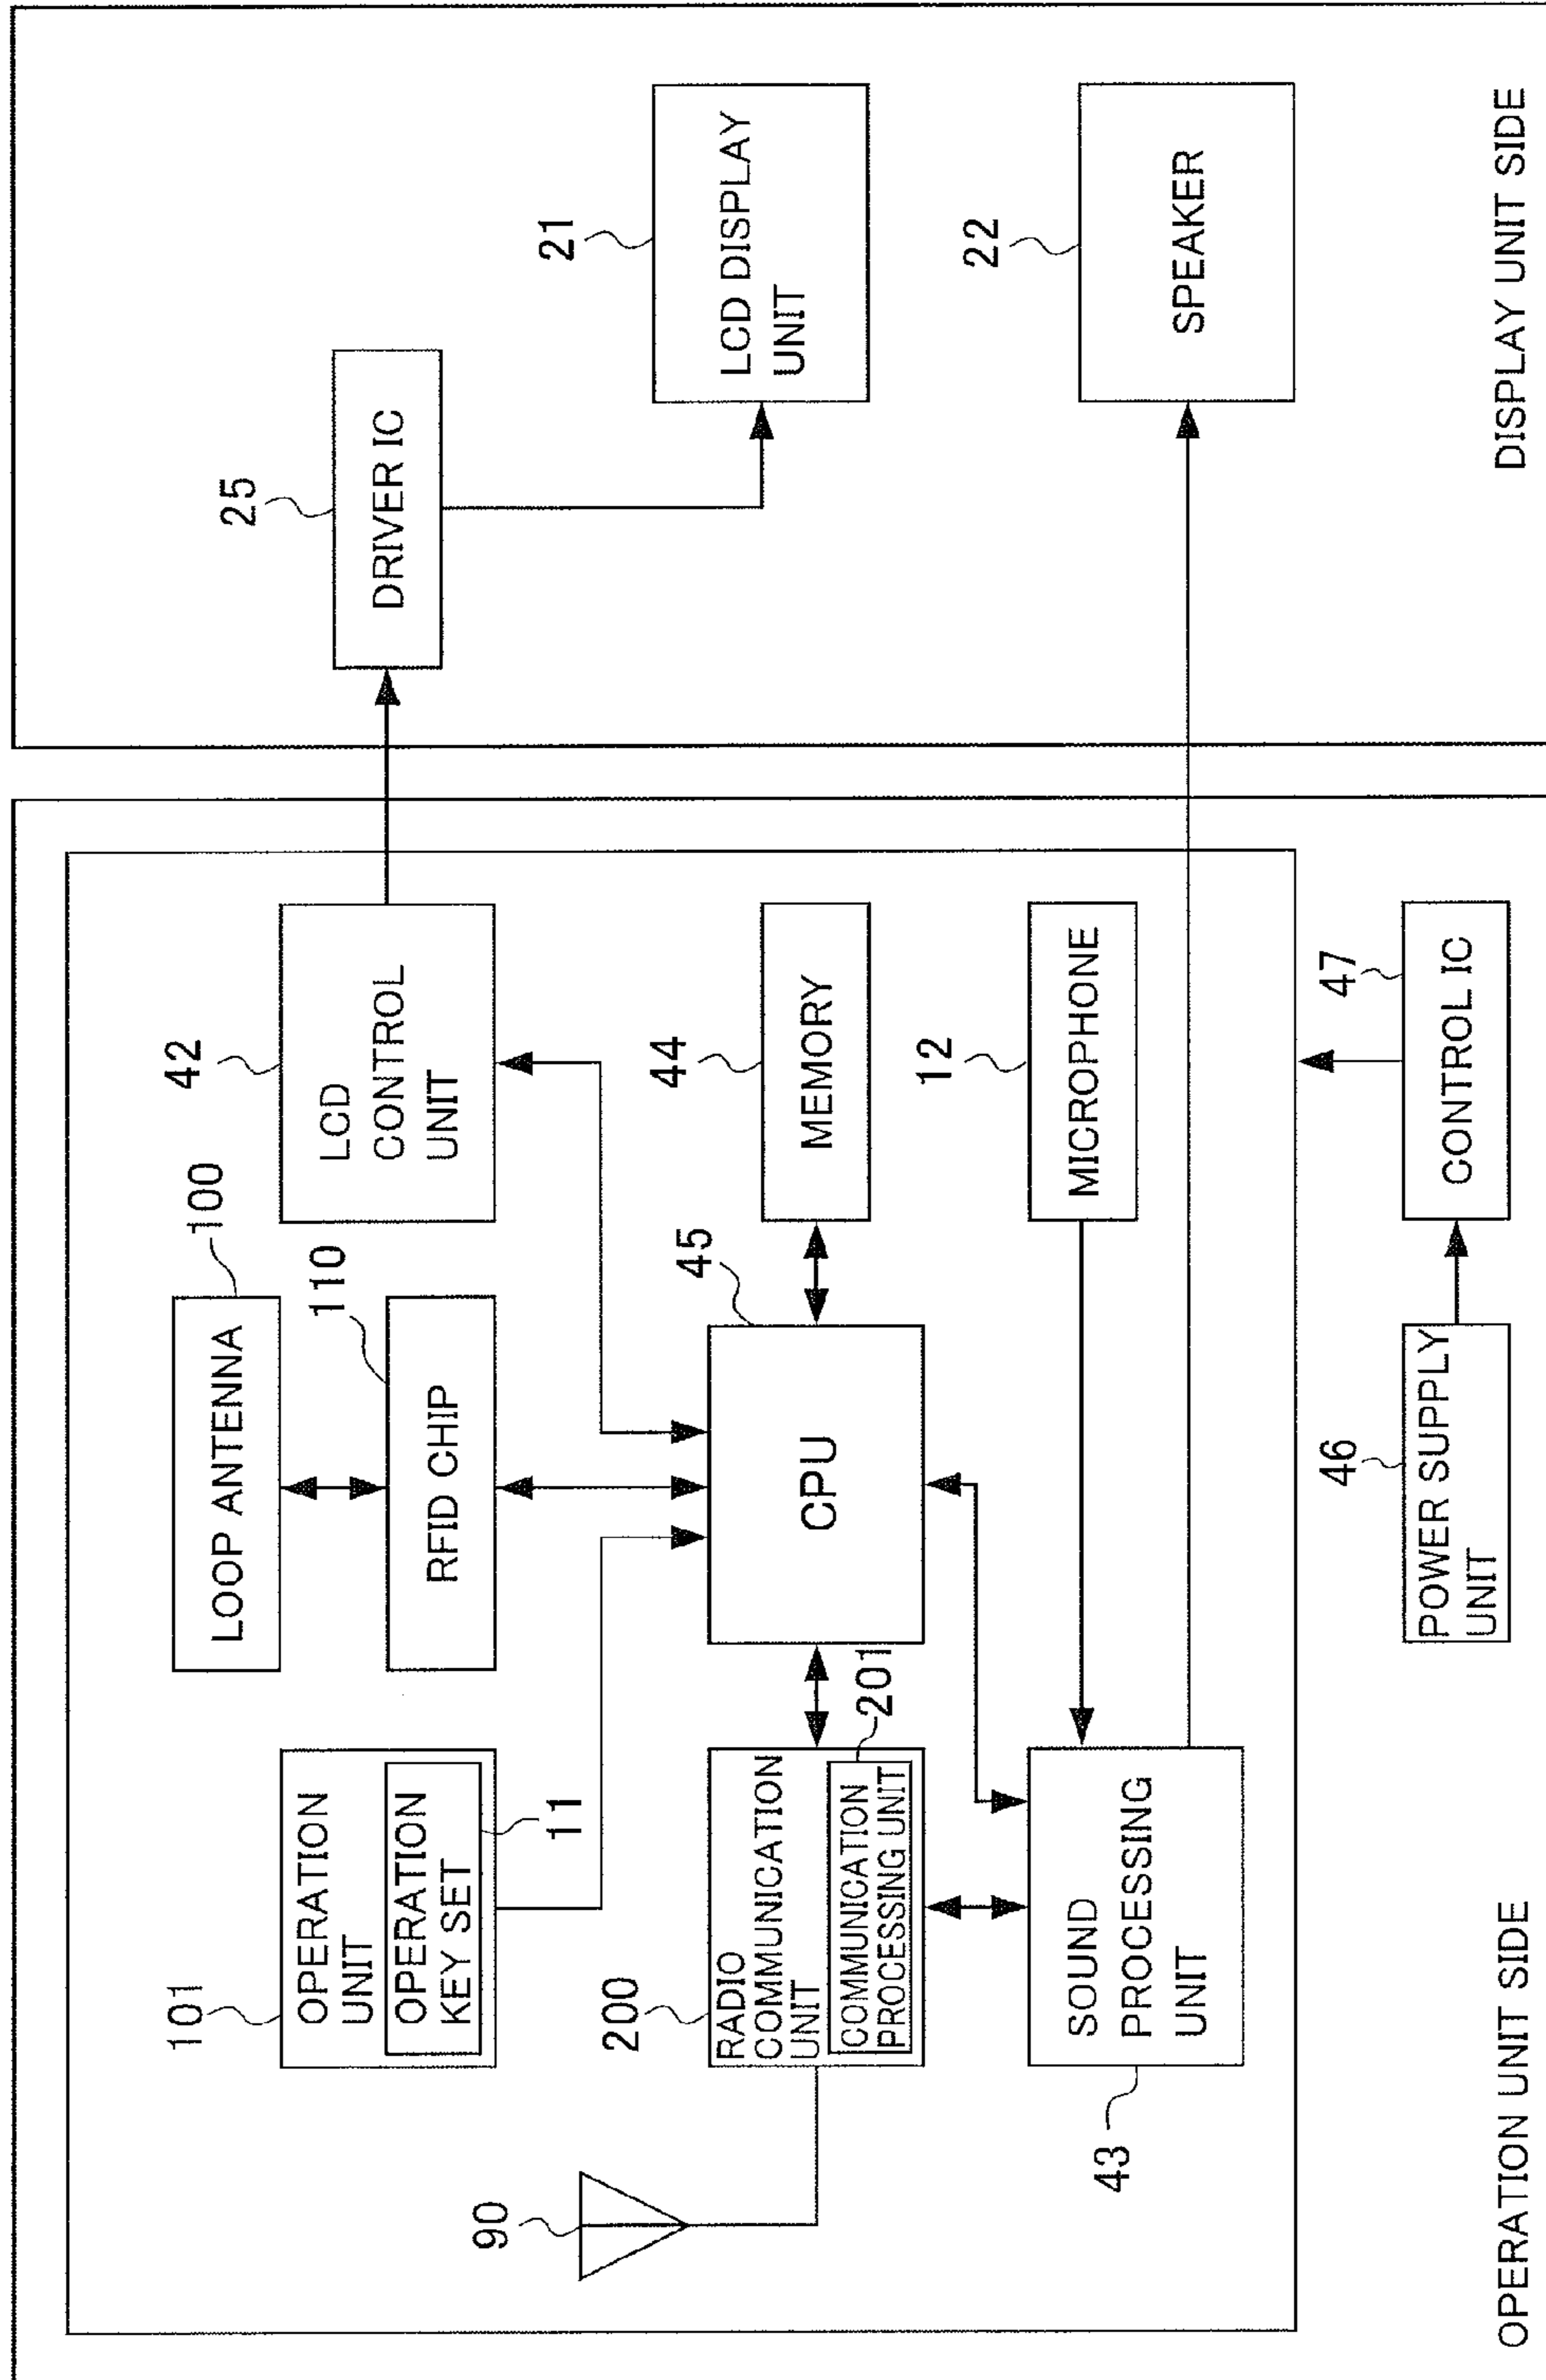 101
OPERATION
UNIT
OPERATION
KEY SET
11
LOOP ANTENNA
100
RFID CHIP
110
42
LCD
CONTROL
UNIT
25
DRIVER IC
21
LCD DISPLAY
UNIT
90
200
RADIO
COMMUNICATION
UNIT
COMMUNICATION
PROCESSING UNIT
201
CPU
45
44
MEMORY
43
SOUND
PROCESSING
UNIT
12
MICROPHONE
22
SPEAKER
46
POWER SUPPLY
UNIT
47
CONTROL IC
OPERATION UNIT SIDE
DISPLAY UNIT SIDE